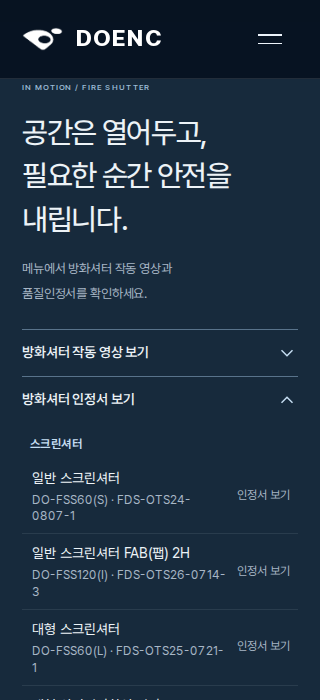 DOENC
IN MOTION / FIRE SHUTTER
공간은 열어두고,
필요한 순간 안전을
내립니다.
메뉴에서 방화셔터 작동 영상과
품질인정서를 확인하세요.
방화셔터 작동 영상 보기
방화셔터 인정서 보기
스크린셔터
일반 스크린셔터
DO-FSS60(S) · FDS-OTS24-
0807-1
인정서 보기
일반 스크린셔터 FAB(팹) 2H
DO-FSS120(I) · FDS-OTS26-0714-
3
인정서 보기
대형 스크린셔터
DO-FSS60(L) · FDS-OTS25-0721-
1
인정서 보기